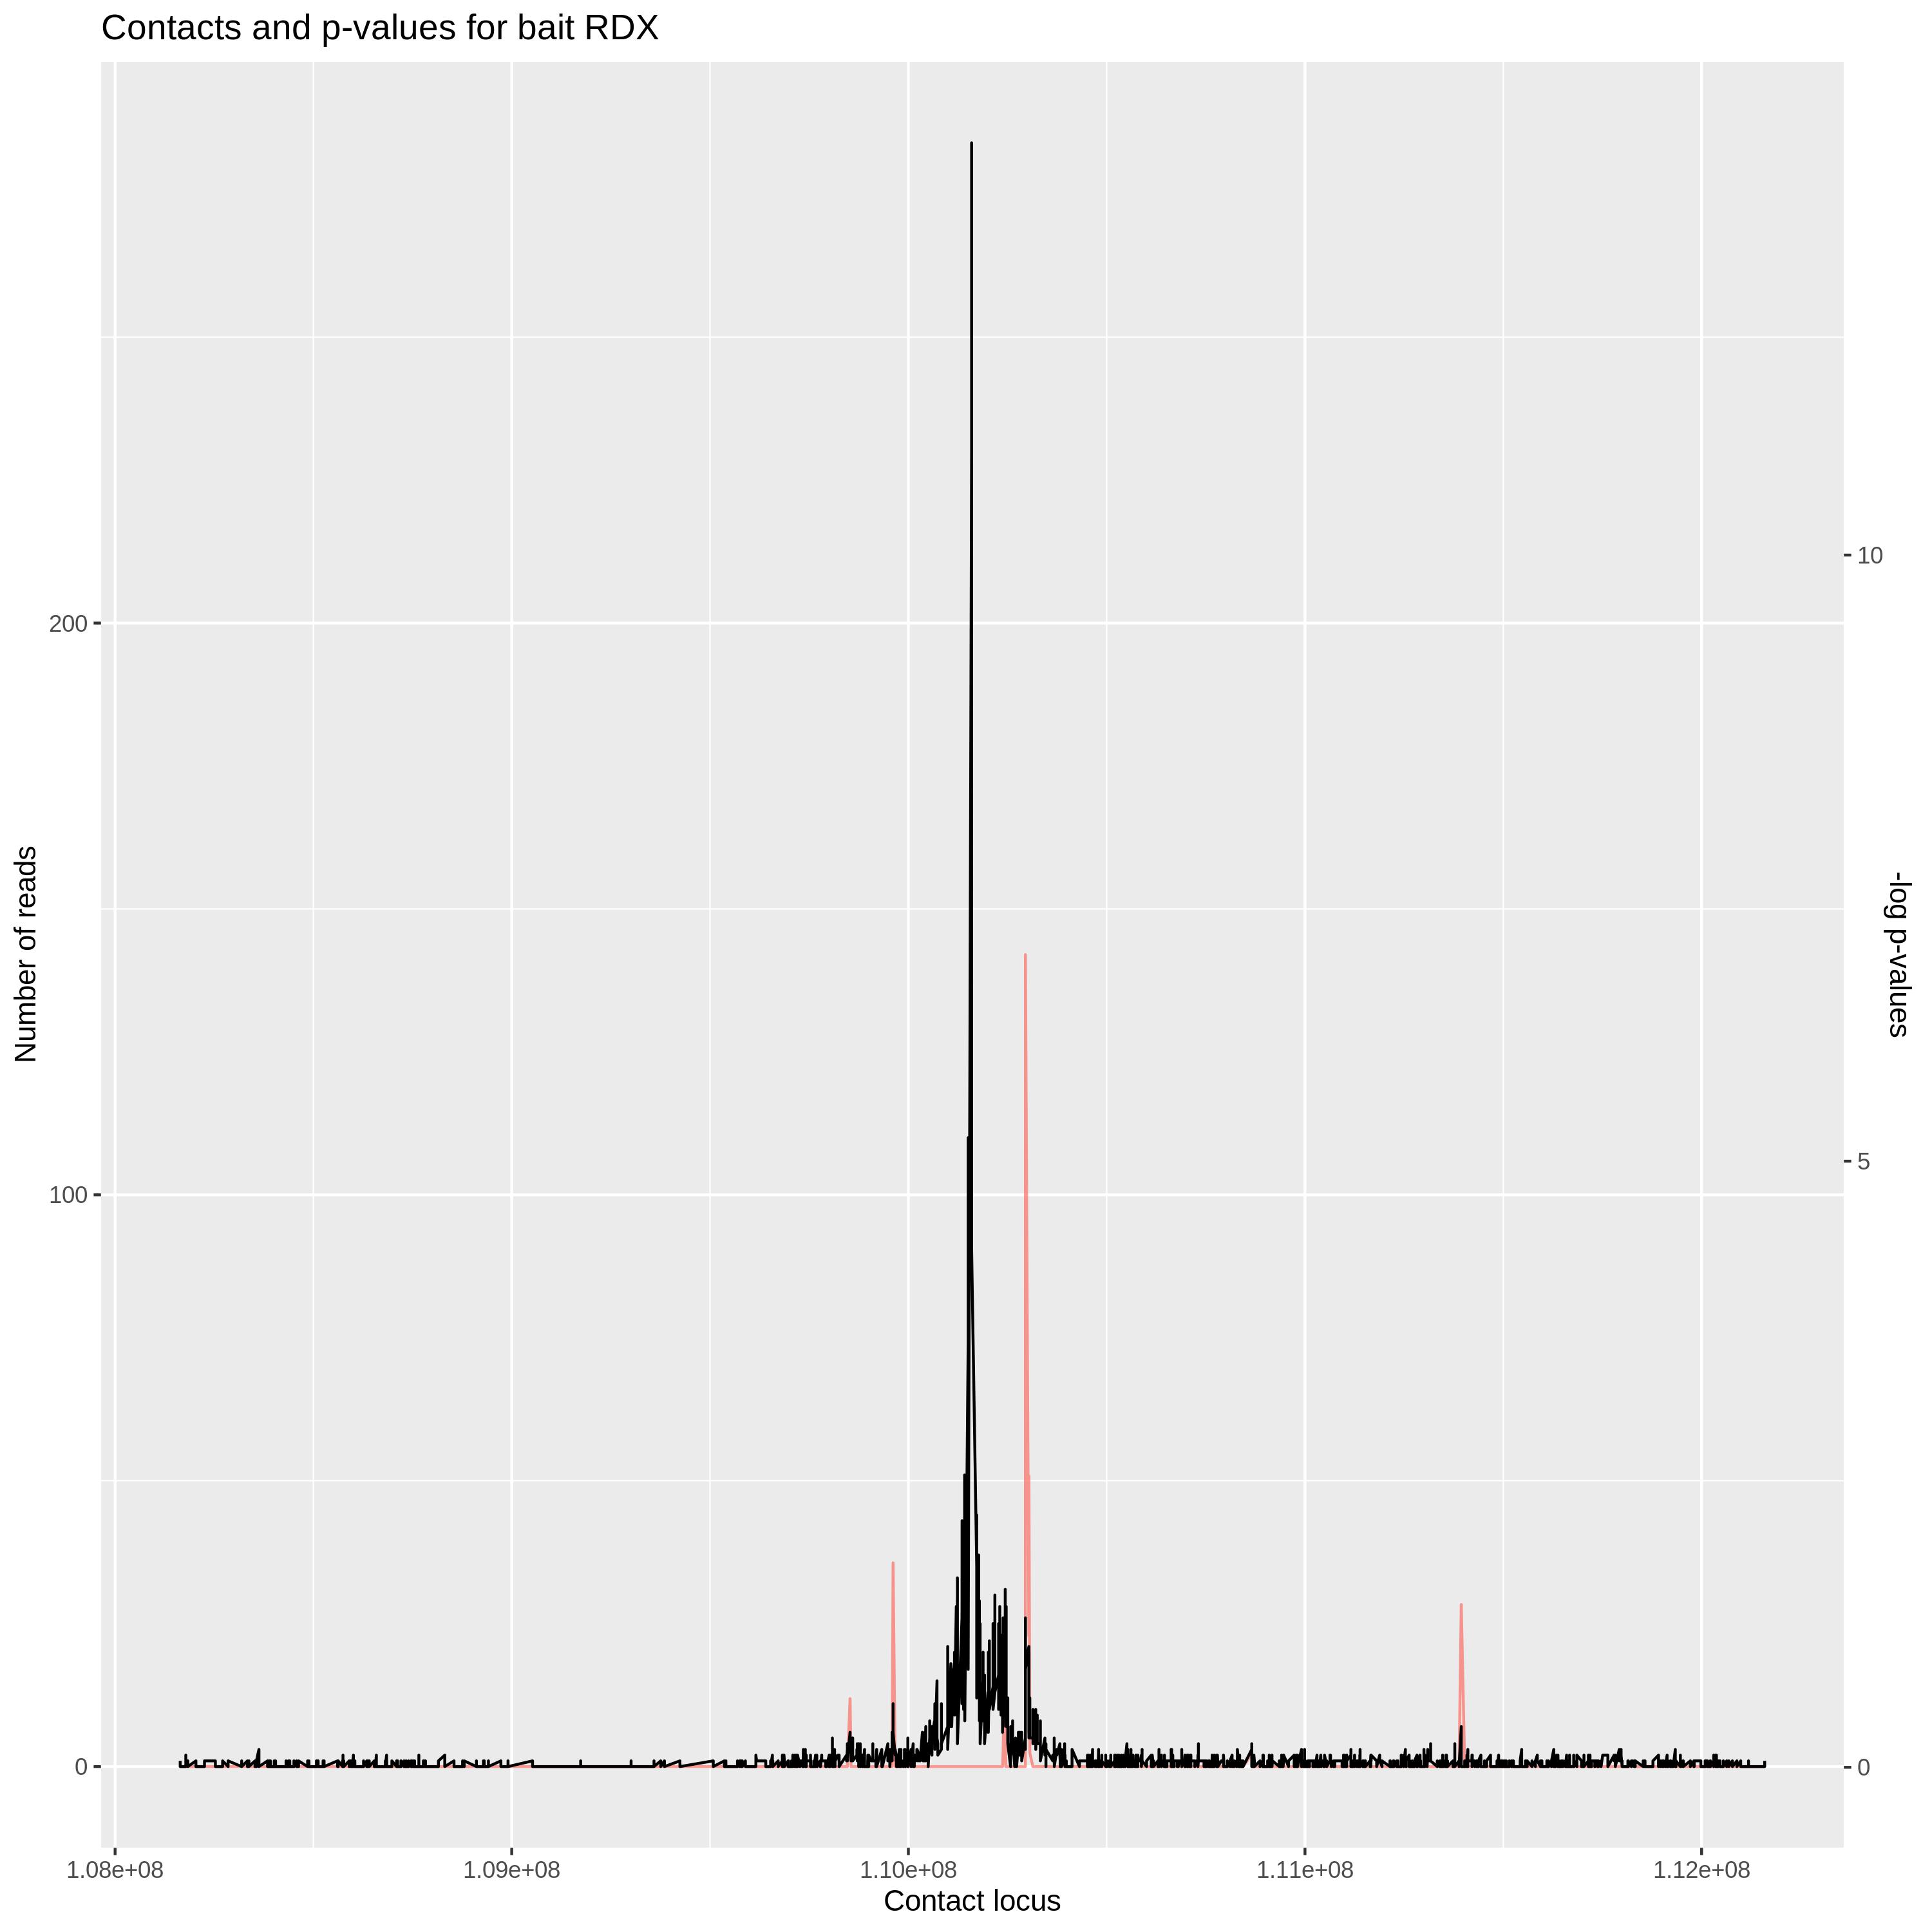 Contacts and p-values for bait RDX
200
100
0
Number of reads
10
5
0
-log p-values
1.08e+08 1.09e+08 1.10e+08 1.11e+08 1.12e+08
Contact locus